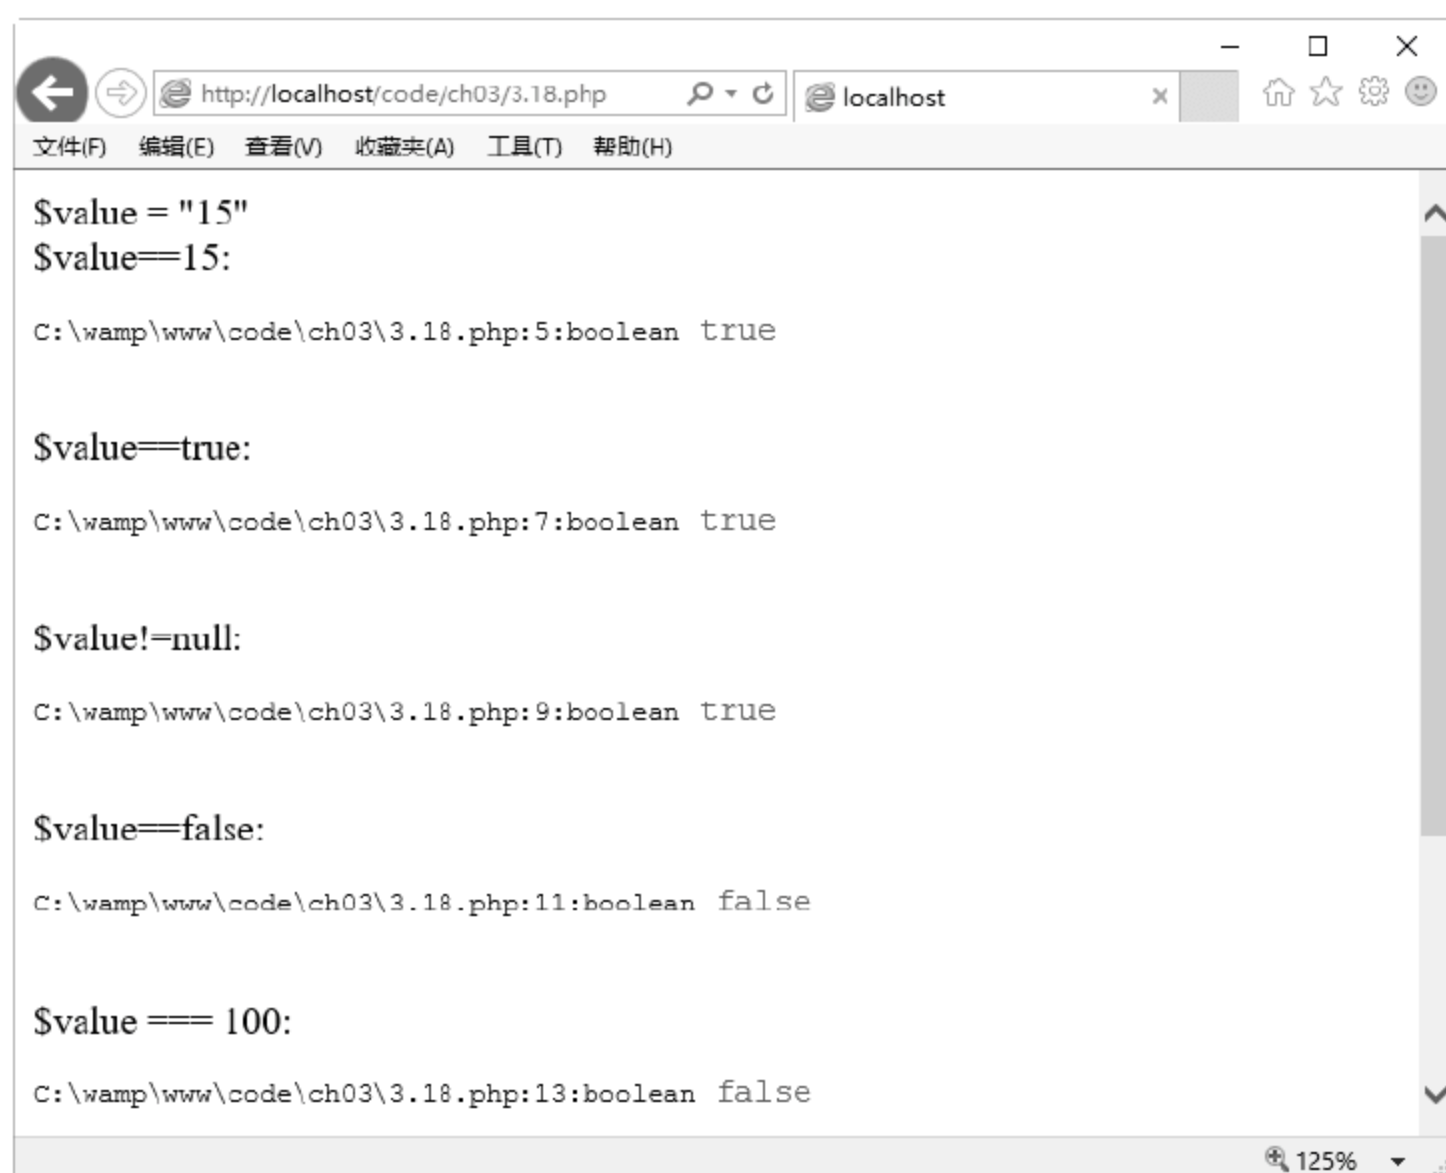 http://localhost/code/ch03/3.18.php
localhost
文件(F) 编辑(E) 查看(V) 收藏夹(A) 工具(T) 帮助(H)
$value = "15"
$value==15:
C:\wamp\www\code\ch03\3.18.php:5:boolean true
$value==true:
C:\wamp\www\code\ch03\3.18.php:7:boolean true
$value!=null:
C:\wamp\www\code\ch03\3.18.php:9:boolean true
$value==false:
C:\wamp\www\code\ch03\3.18.php:11:boolean false
$value === 100:
C:\wamp\www\code\ch03\3.18.php:13:boolean false
125%